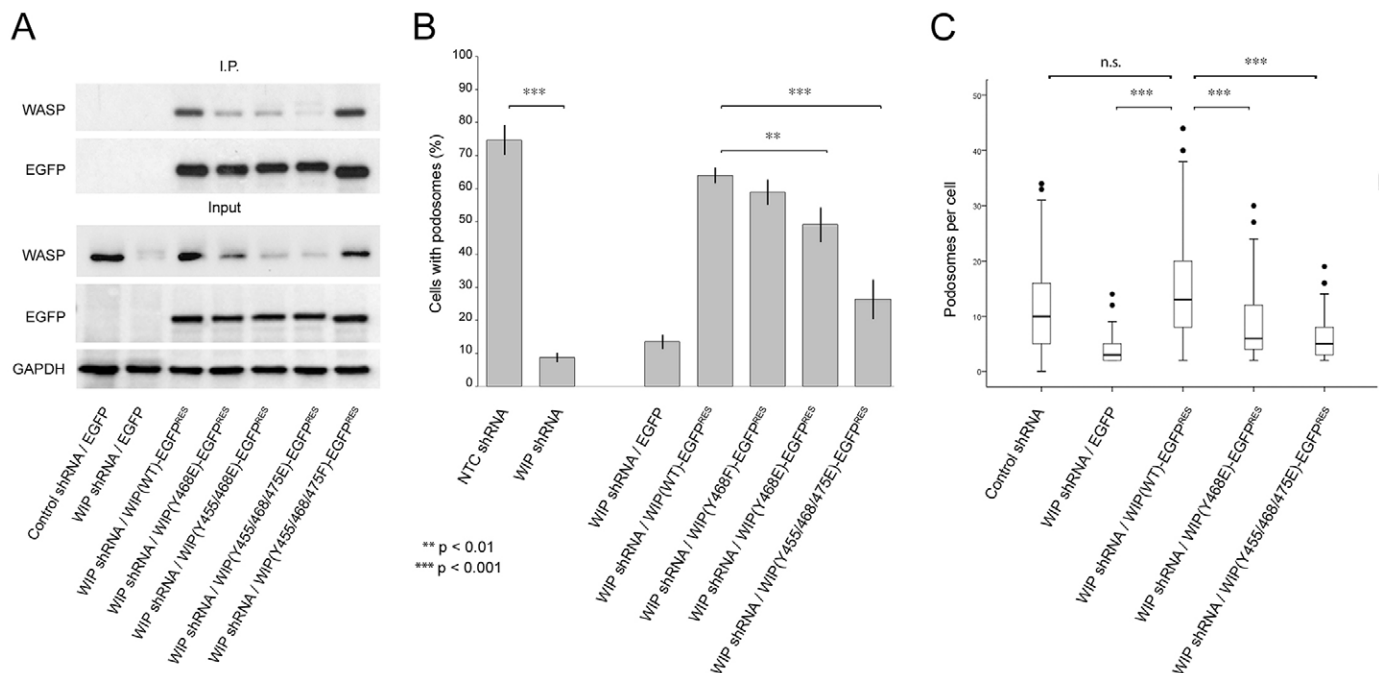 A
I.P.
WASP
EGFP
Input
WASP
EGFP
GAPDH
Control shRNA / EGFP
WIP shRNA / EGFP
WIP shRNA / WIP(WT)-EGFPRES
WIP shRNA / WIP(Y468E)-EGFPRES
WIP shRNA / WIP(Y455/468E)-EGFPRES
WIP shRNA / WIP(Y455/468/475E)-EGFPRES
WIP shRNA / WIP(Y455/468/475F)-EGFPRES
B
Cells with podosomes (%)
100
90
80
70
60
50
40
30
20
10
0
***
***
**
NTC shRNA
WIP shRNA
WIP shRNA / EGFP
WIP shRNA / WIP(WT)-EGFPRES
WIP shRNA / WIP(Y468F)-EGFPRES
WIP shRNA / WIP(Y468E)-EGFPRES
WIP shRNA / WIP(Y455/468/475E)-EGFPRES
** p < 0.01
*** p < 0.001
C
Podosomes per cell
50
40
30
20
10
0
n.s.
***
***
***
Control shRNA
WIP shRNA / EGFP
WIP shRNA / WIP(WT)-EGFPRES
WIP shRNA / WIP(Y468E)-EGFPRES
WIP shRNA / WIP(Y455/468/475E)-EGFPRES